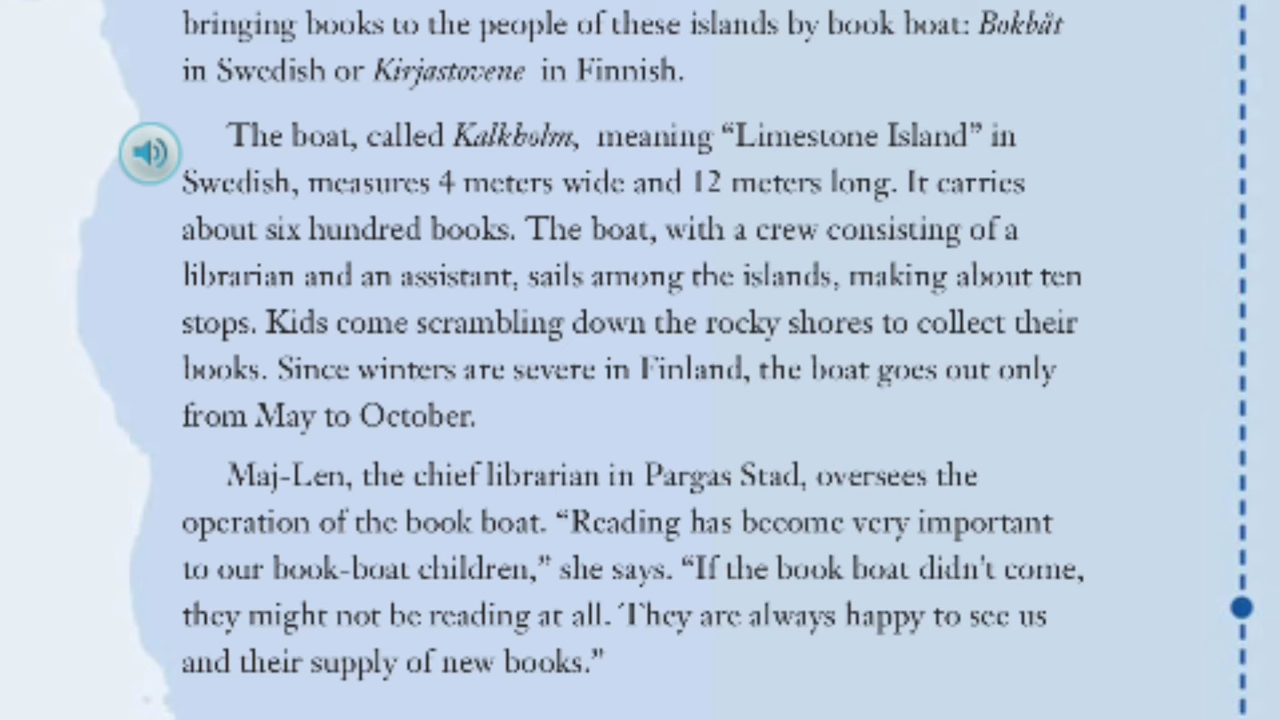 bringing books to the people of these islands by book boat: Bokbåt
in Swedish or Kirjastovene in Finnish.
The boat, called Kalkholm, meaning “Limestone Island” in
Swedish, measures 4 meters wide and 12 meters long. It carries
about six hundred books. The boat, with a crew consisting of a
librarian and an assistant, sails among the islands, making about ten
stops. Kids come scrambling down the rocky shores to collect their
books. Since winters are severe in Finland, the boat goes out only
from May to October.
Maj-Len, the chief librarian in Pargas Stad, oversees the
operation of the book boat. “Reading has become very important
to our book-boat children,” she says. “If the book boat didn’t come,
they might not be reading at all. They are always happy to see us
and their supply of new books.”